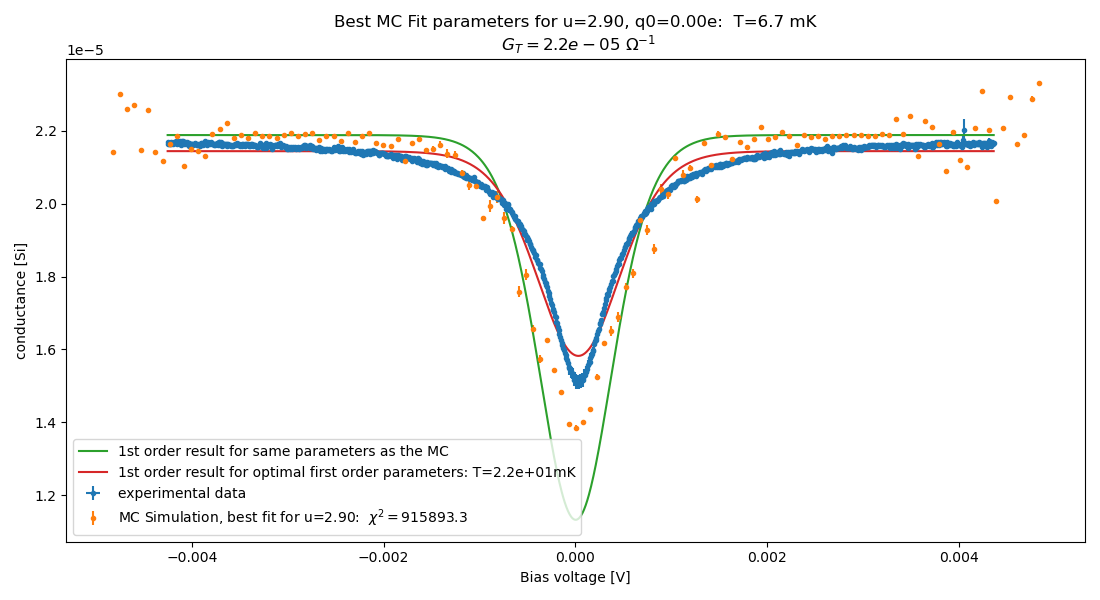 Best MC Fit parameters for u=2.90, q0=0.00e:  T=6.7 mK
G_T = 2.2e − 05 Ω⁻¹
1e−5
2.2
2.0
1.8
1.6
1.4
1.2
conductance [Si]
1st order result for same parameters as the MC
1st order result for optimal first order parameters: T=2.2e+01mK
experimental data
MC Simulation, best fit for u=2.90:  χ² = 915893.3
−0.004
−0.002
0.000
0.002
0.004
Bias voltage [V]